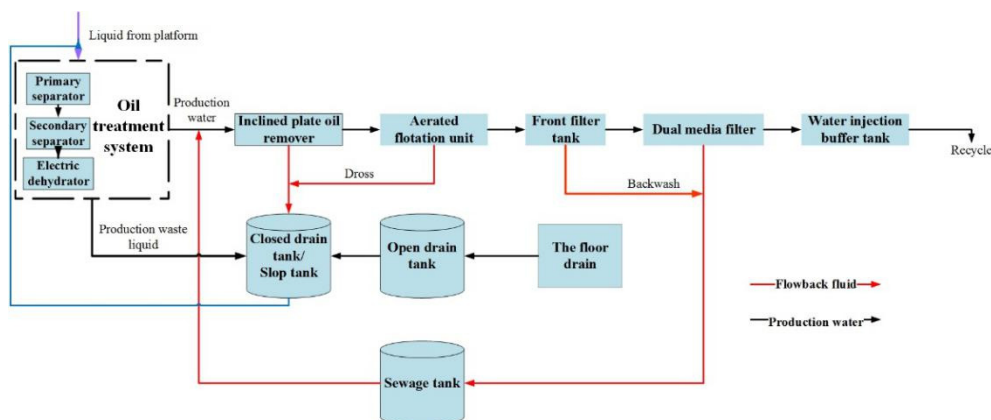 Liquid from platform
Primary
separator
Secondary
separator
Electric
dehydrator
Oil
treatment
system
Production
water
Inclined plate oil
remover
Aerated
flotation unit
Front filter
tank
Dual media filter
Water injection
buffer tank
Recycle
Dross
Backwash
Production waste
liquid
Closed drain
tank/
Slop tank
Open drain
tank
The floor
drain
Flowback fluid
Production water
Sewage tank